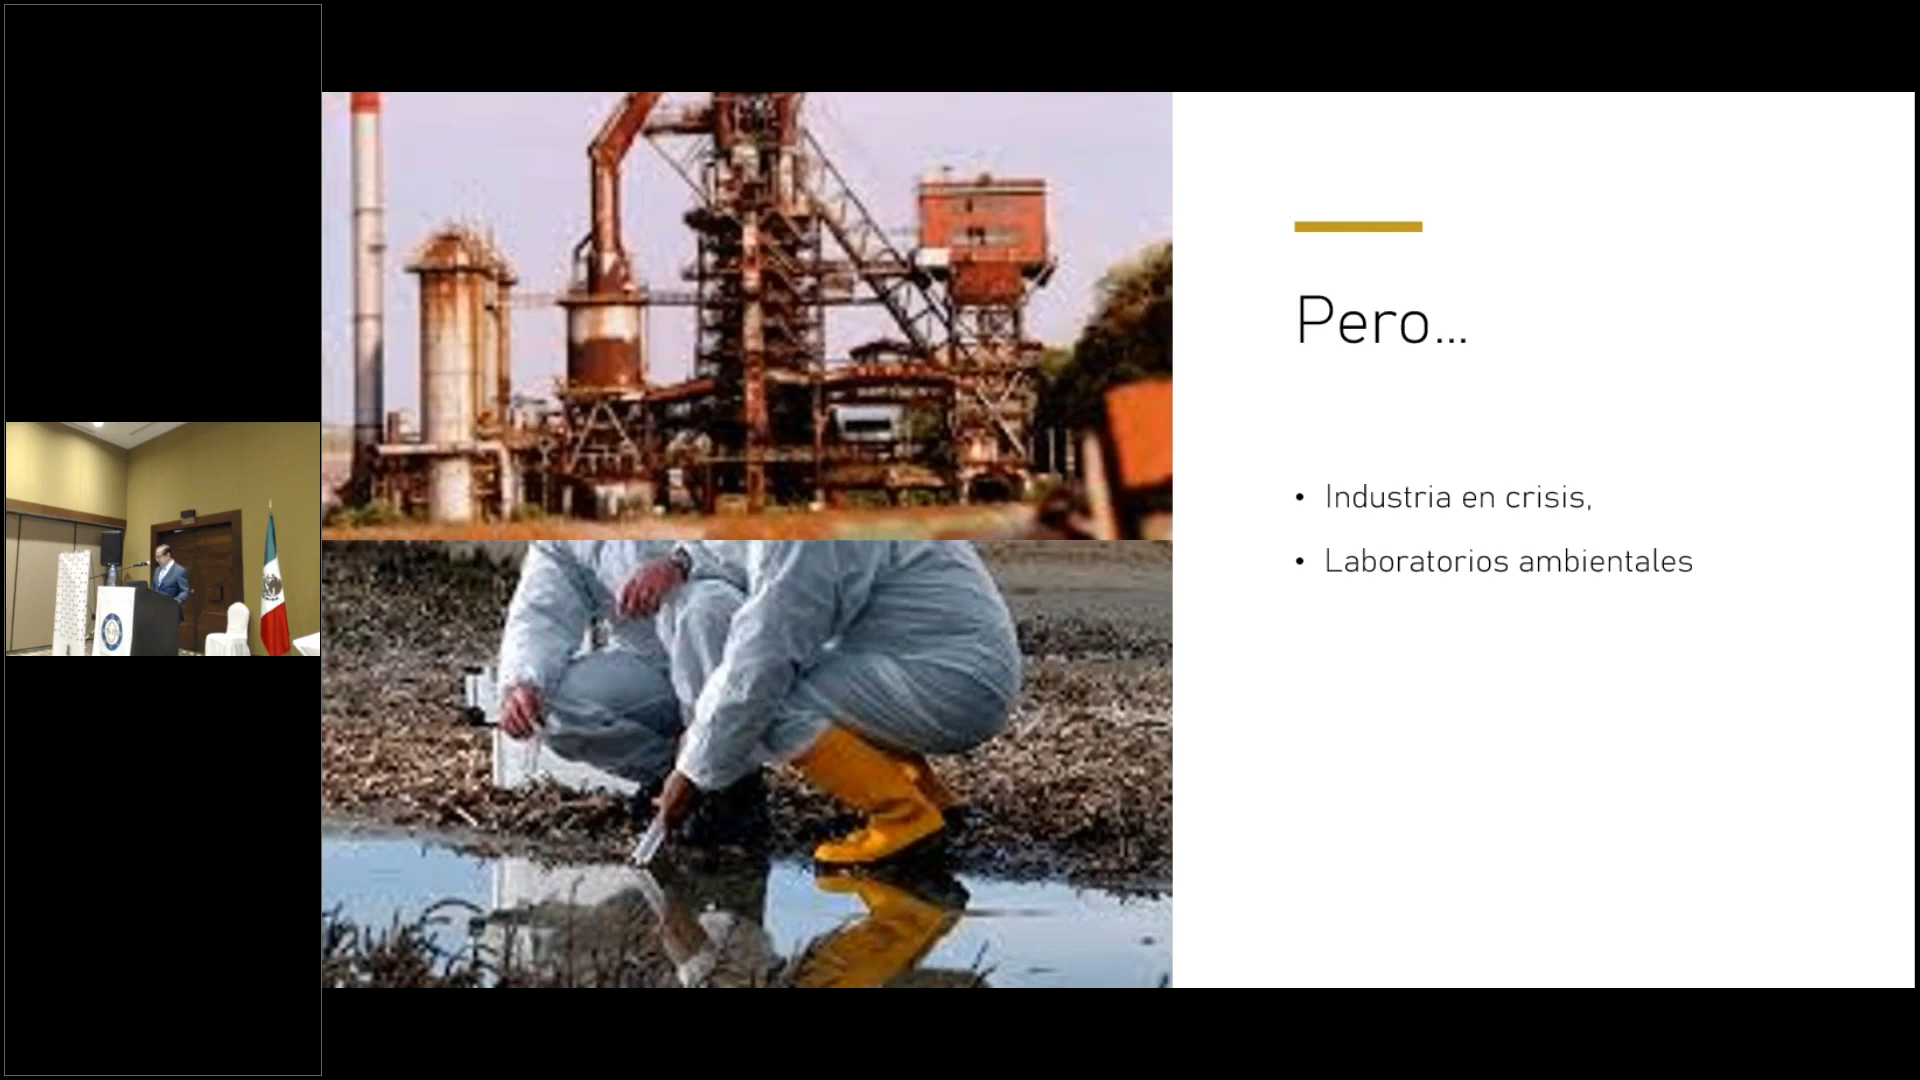 Pero...
• Industria en crisis,
• Laboratorios ambientales